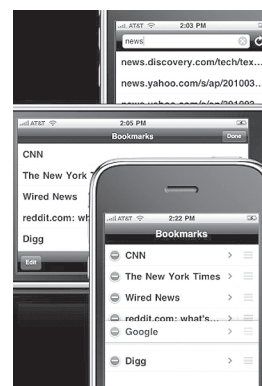 AT&T 2:03 PM
news
news.discovery.com/tech/tex...
news.yahoo.com/s/ap/201003...
AT&T 2:05 PM
Bookmarks Done
CNN
The New York Times
Wired News
reddit.com: wh
Digg
Edit
AT&T 2:22 PM
Bookmarks
CNN
The New York Times
Wired News
reddit.com: what's...
Google
Digg